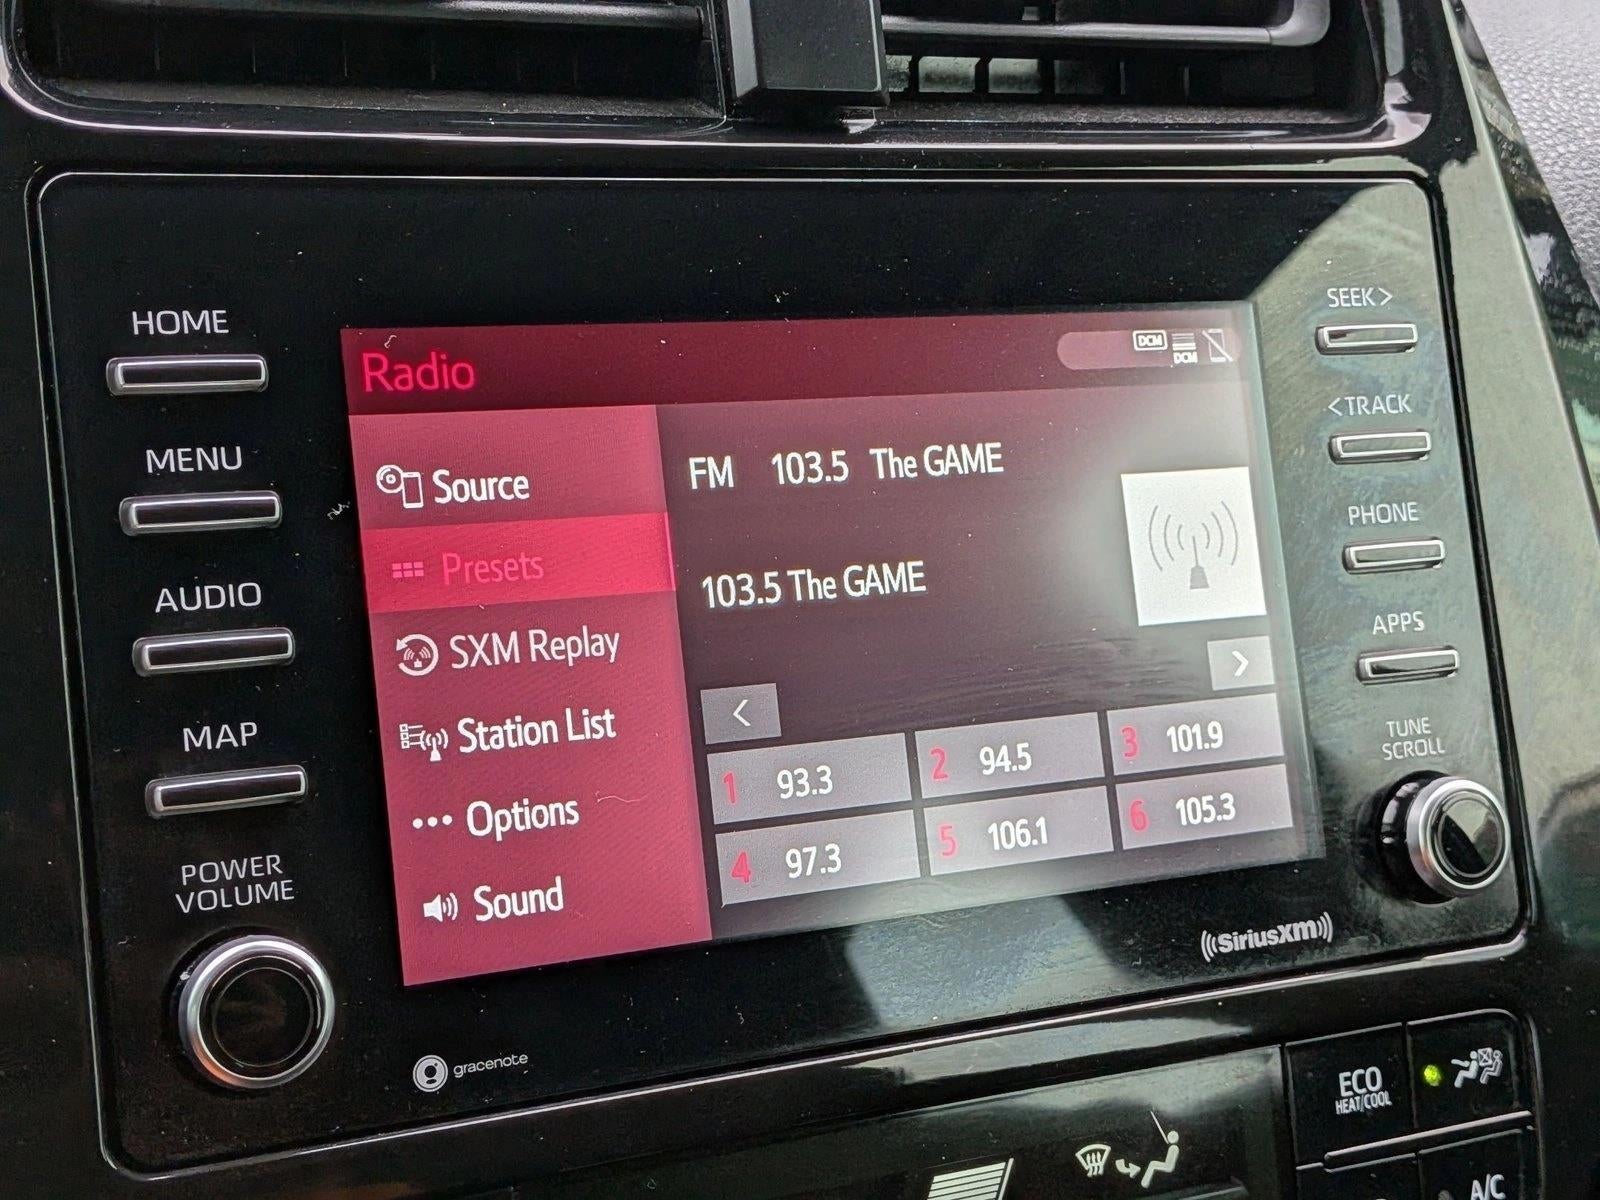 HOME
MENU
AUDIO
MAP
POWER
VOLUME
Radio
DCM
DCM
Source
Presets
SXM Replay
Station List
Options
Sound
FM 103.5 The GAME
103.5 The GAME
<
>
1 93.3
2 94.5
3 101.9
4 97.3
5 106.1
6 105.3
SEEK>
<TRACK
PHONE
APPS
TUNE
SCROLL
((SiriusXM))
gracenote
ECO
HEAT/COOL
A/C